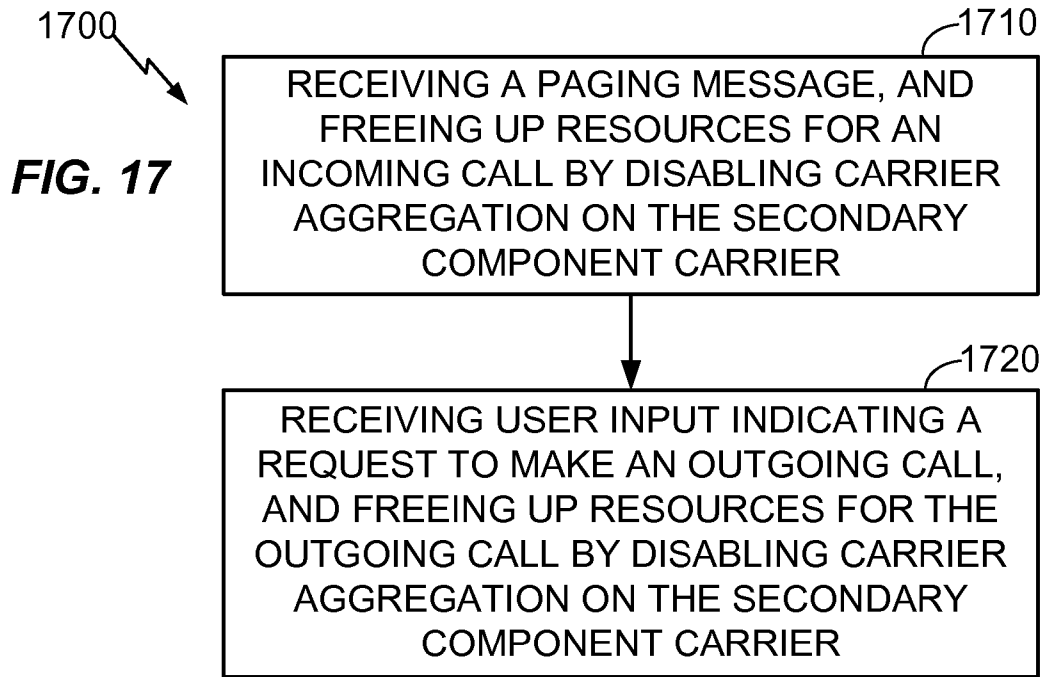 1700
1710
RECEIVING A PAGING MESSAGE, AND
FREEING UP RESOURCES FOR AN
INCOMING CALL BY DISABLING CARRIER
AGGREGATION ON THE SECONDARY
COMPONENT CARRIER
FIG. 17
1720
RECEIVING USER INPUT INDICATING A
REQUEST TO MAKE AN OUTGOING CALL,
AND FREEING UP RESOURCES FOR THE
OUTGOING CALL BY DISABLING CARRIER
AGGREGATION ON THE SECONDARY
COMPONENT CARRIER